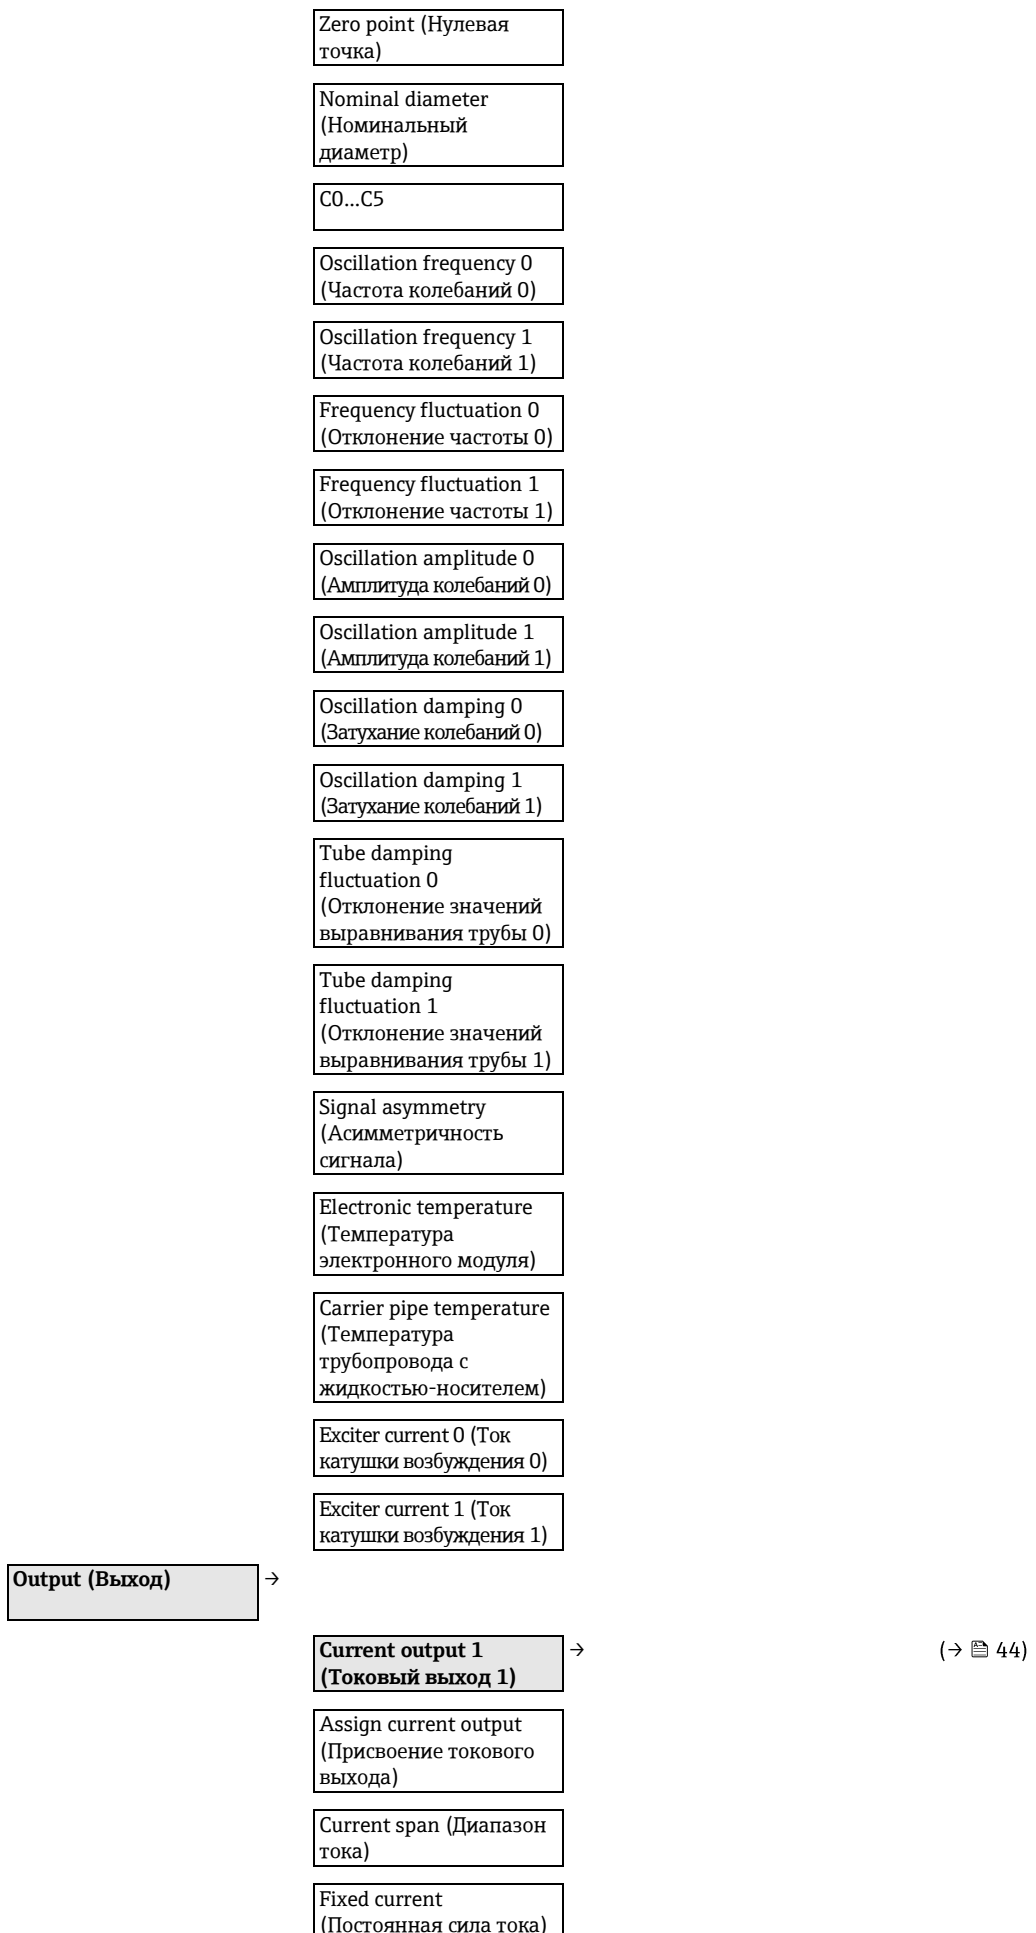 Zero point (Нулевая
точка)
Nominal diameter
(Номинальный
диаметр)
C0...C5
Oscillation frequency 0
(Частота колебаний 0)
Oscillation frequency 1
(Частота колебаний 1)
Frequency fluctuation 0
(Отклонение частоты 0)
Frequency fluctuation 1
(Отклонение частоты 1)
Oscillation amplitude 0
(Амплитуда колебаний 0)
Oscillation amplitude 1
(Амплитуда колебаний 1)
Oscillation damping 0
(Затухание колебаний 0)
Oscillation damping 1
(Затухание колебаний 1)
Tube damping
fluctuation 0
(Отклонение значений
выравнивания трубы 0)
Tube damping
fluctuation 1
(Отклонение значений
выравнивания трубы 1)
Signal asymmetry
(Асимметричность
сигнала)
Electronic temperature
(Температура
электронного модуля)
Carrier pipe temperature
(Температура
трубопровода с
жидкостью-носителем)
Exciter current 0 (Ток
катушки возбуждения 0)
Exciter current 1 (Ток
катушки возбуждения 1)
Output (Выход) →
Current output 1 → (→ 44)
(Токовый выход 1)
Assign current output
(Присвоение токового
выхода)
Current span (Диапазон
тока)
Fixed current
(Постоянная сила тока)